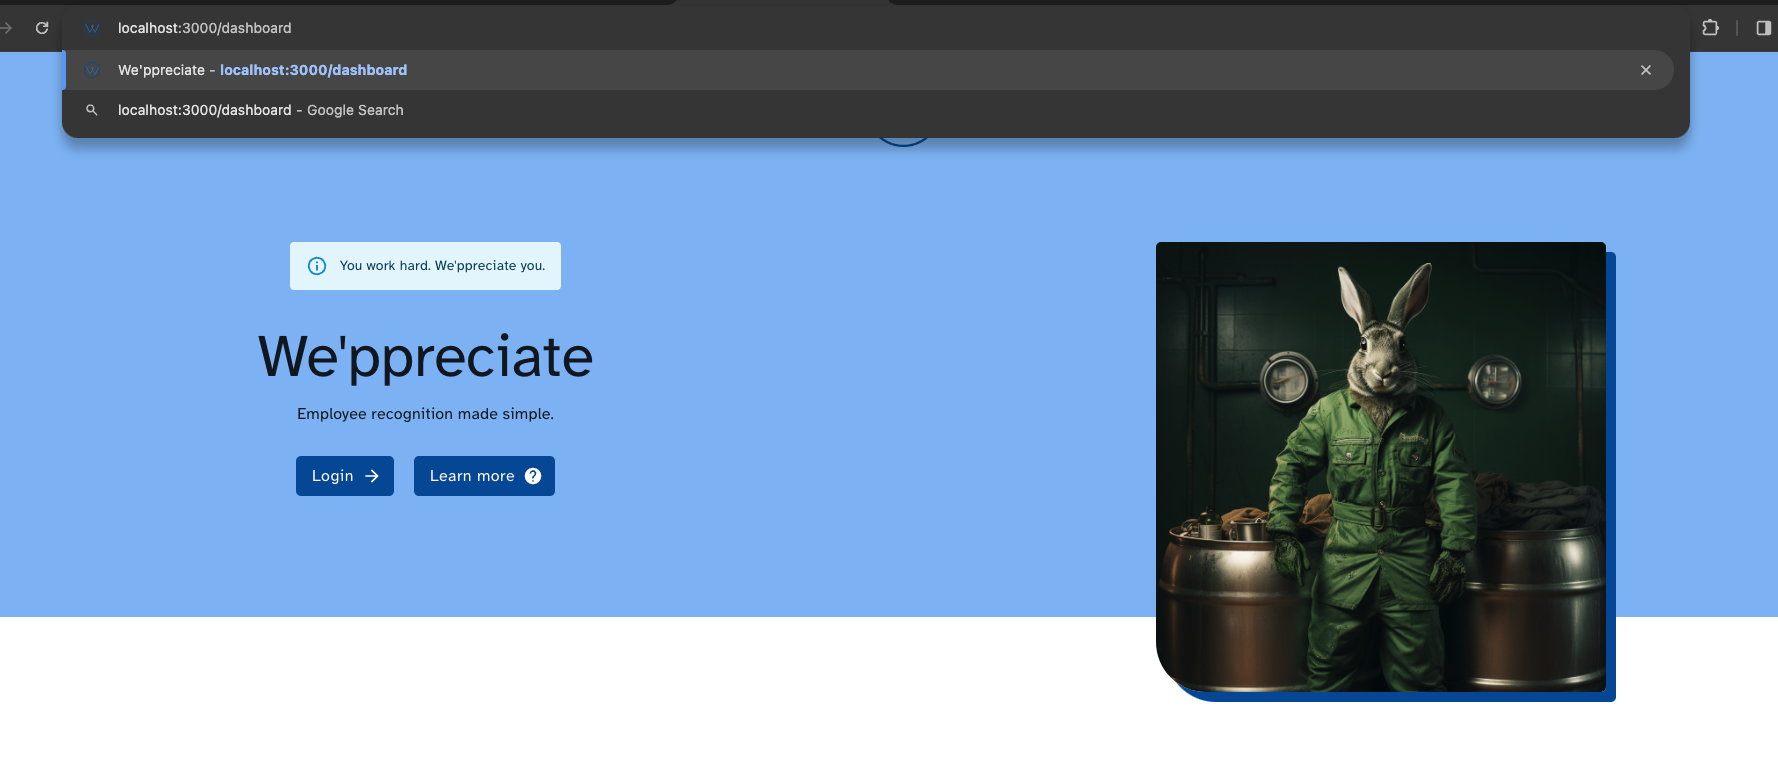 localhost:3000/dashboard
We'ppreciate - localhost:3000/dashboard
localhost:3000/dashboard - Google Search
You work hard. We'ppreciate you.
We'ppreciate
Employee recognition made simple.
Login
Learn more